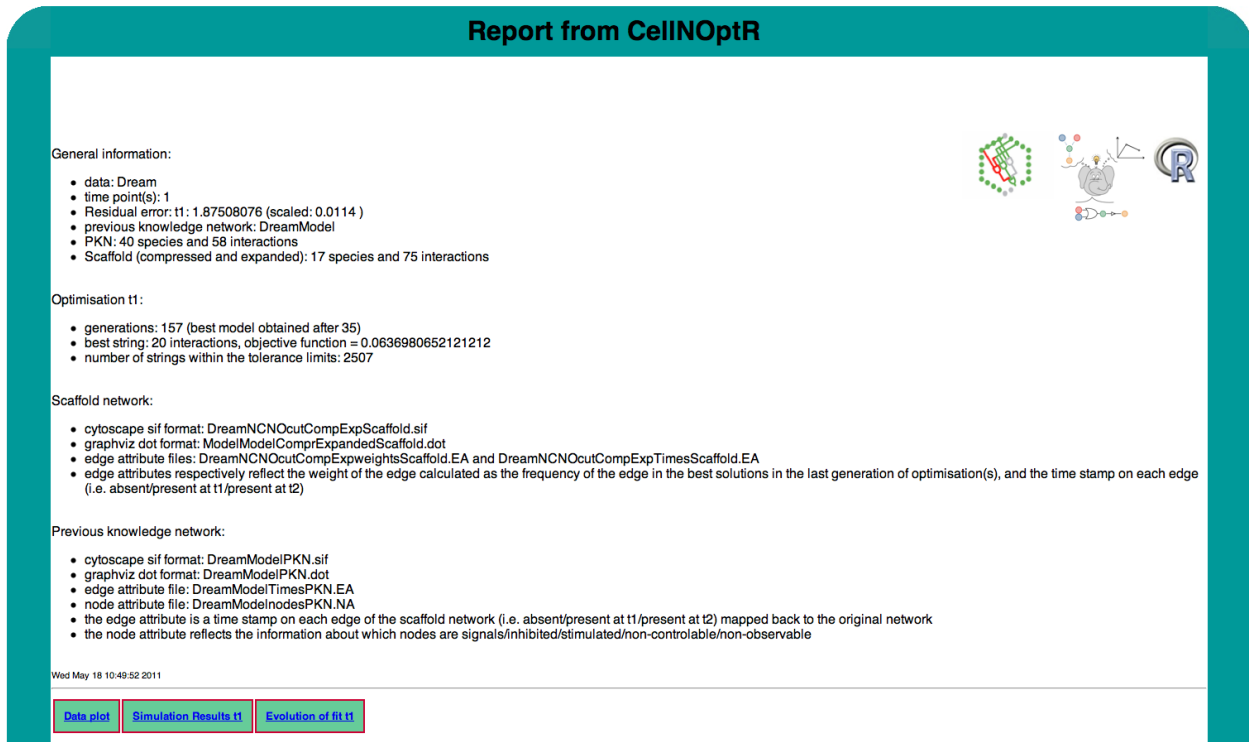 Report from CellNOptR
General information:
• data: Dream
• time point(s): 1
• Residual error: t1: 1.87508076 (scaled: 0.0114 )
• previous knowledge network: DreamModel
• PKN: 40 species and 58 interactions
• Scaffold (compressed and expanded): 17 species and 75 interactions
R
Optimisation t1:
• generations: 157 (best model obtained after 35)
• best string: 20 interactions, objective function = 0.0636980652121212
• number of strings within the tolerance limits: 2507
Scaffold network:
• cytoscape sif format: DreamNCNOcutCompExpScaffold.sif
• graphviz dot format: ModelModelComprExpandedScaffold.dot
• edge attribute files: DreamNCNOcutCompExpweightsScaffold.EA and DreamNCNOcutCompExpTimesScaffold.EA
• edge attributes respectively reflect the weight of the edge calculated as the frequency of the edge in the best solutions in the last generation of optimisation(s), and the time stamp on each edge
(i.e. absent/present at t1/present at t2)
Previous knowledge network:
• cytoscape sif format: DreamModelPKN.sif
• graphviz dot format: DreamModelPKN.dot
• edge attribute file: DreamModelTimesPKN.EA
• node attribute file: DreamModelnodesPKN.NA
• the edge attribute is a time stamp on each edge of the scaffold network (i.e. absent/present at t1/present at t2) mapped back to the original network
• the node attribute reflects the information about which nodes are signals/inhibited/stimulated/non-controlable/non-observable
Wed May 18 10:49:52 2011
Data plot
Simulation Results t1
Evolution of fit t1